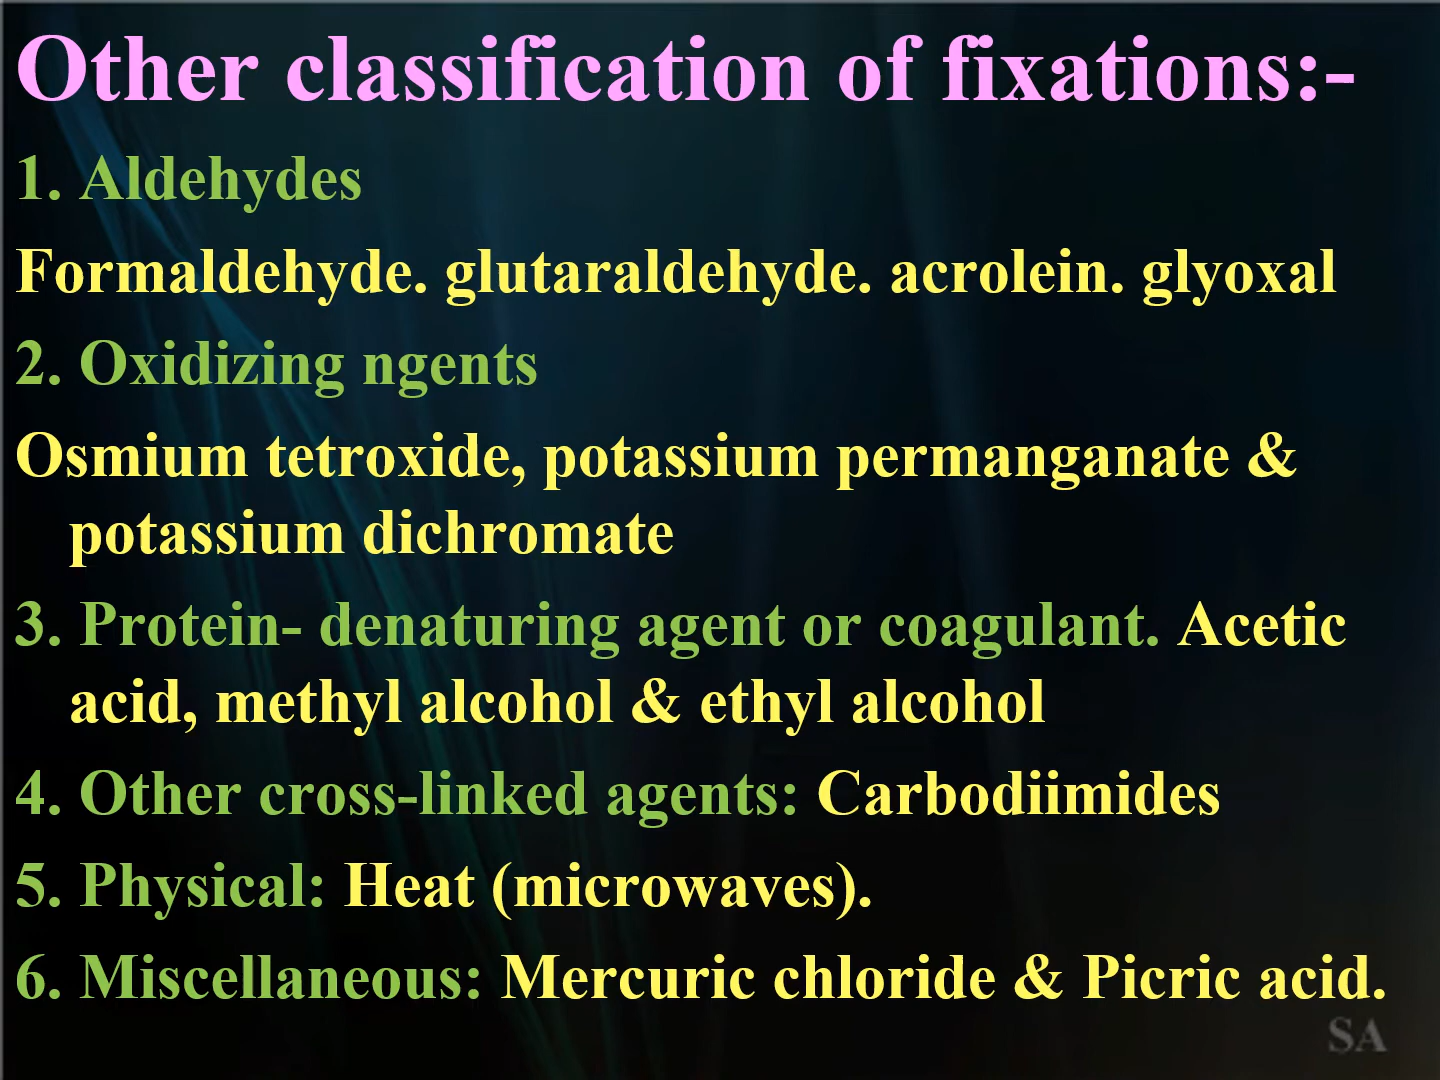 Other classification of fixations:-
1. Aldehydes
Formaldehyde. glutaraldehyde. acrolein. glyoxal
2. Oxidizing ngents
Osmium tetroxide, potassium permanganate &
potassium dichromate
3. Protein- denaturing agent or coagulant. Acetic
acid, methyl alcohol & ethyl alcohol
4. Other cross-linked agents: Carbodiimides
5. Physical: Heat (microwaves).
6. Miscellaneous: Mercuric chloride & Picric acid.
SA